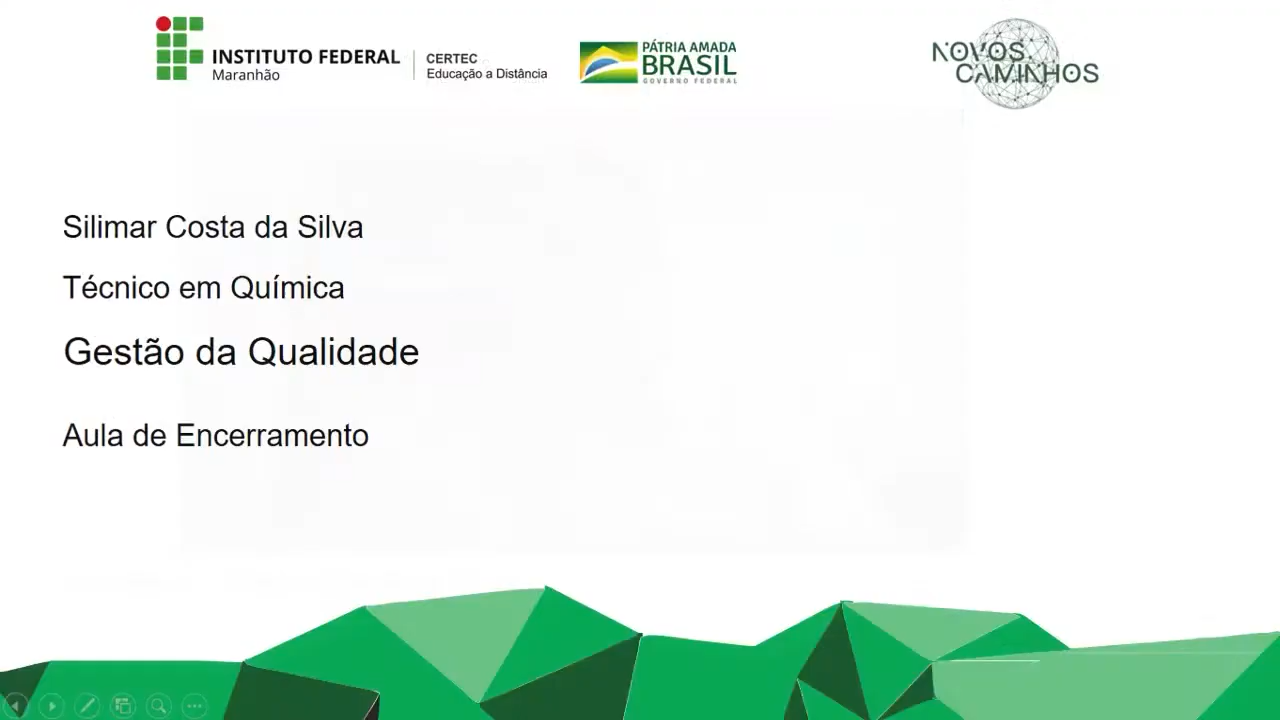 INSTITUTO FEDERAL
Maranhão
CERTEC
Educação a Distância
PÁTRIA AMADA
BRASIL
GOVERNO FEDERAL
NOVOS
CAMINHOS
Silimar Costa da Silva
Técnico em Química
Gestão da Qualidade
Aula de Encerramento